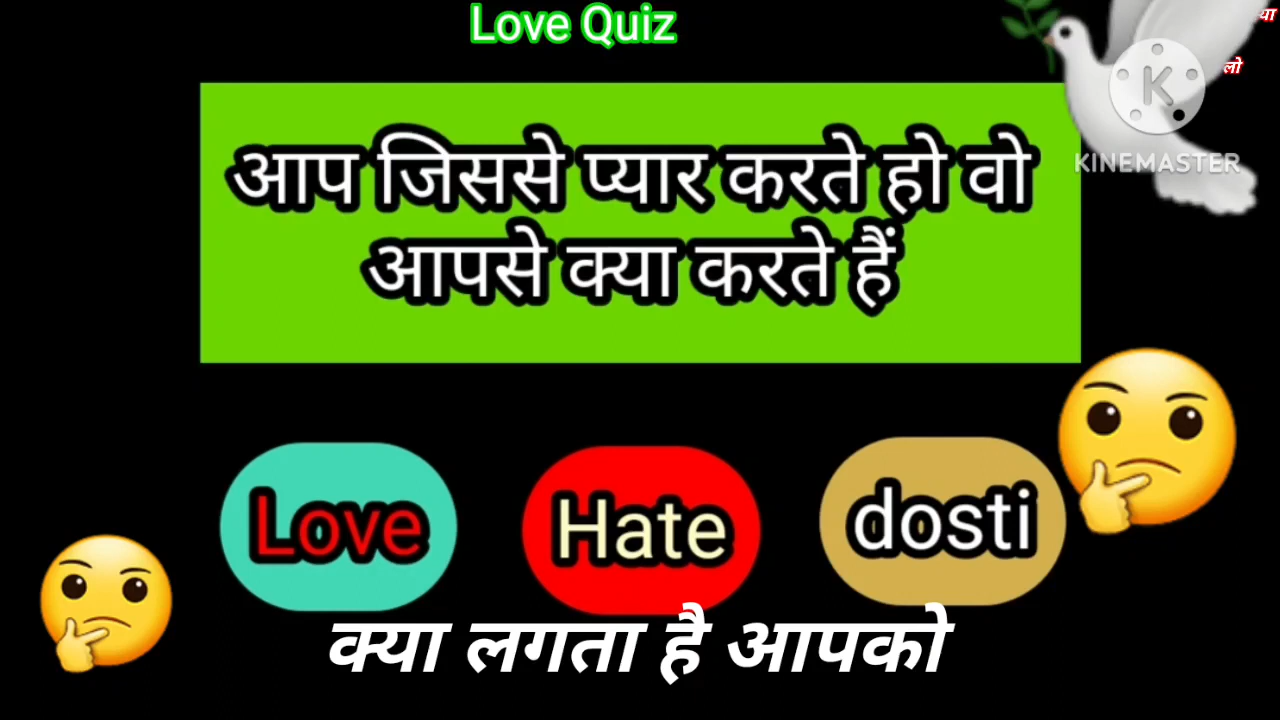 Love Quiz
या
लो
KINEMASTER
आप जिससे प्यार करते हो वो
आपसे क्या करते हैं
Love
Hate
dosti
क्या लगता है आपको